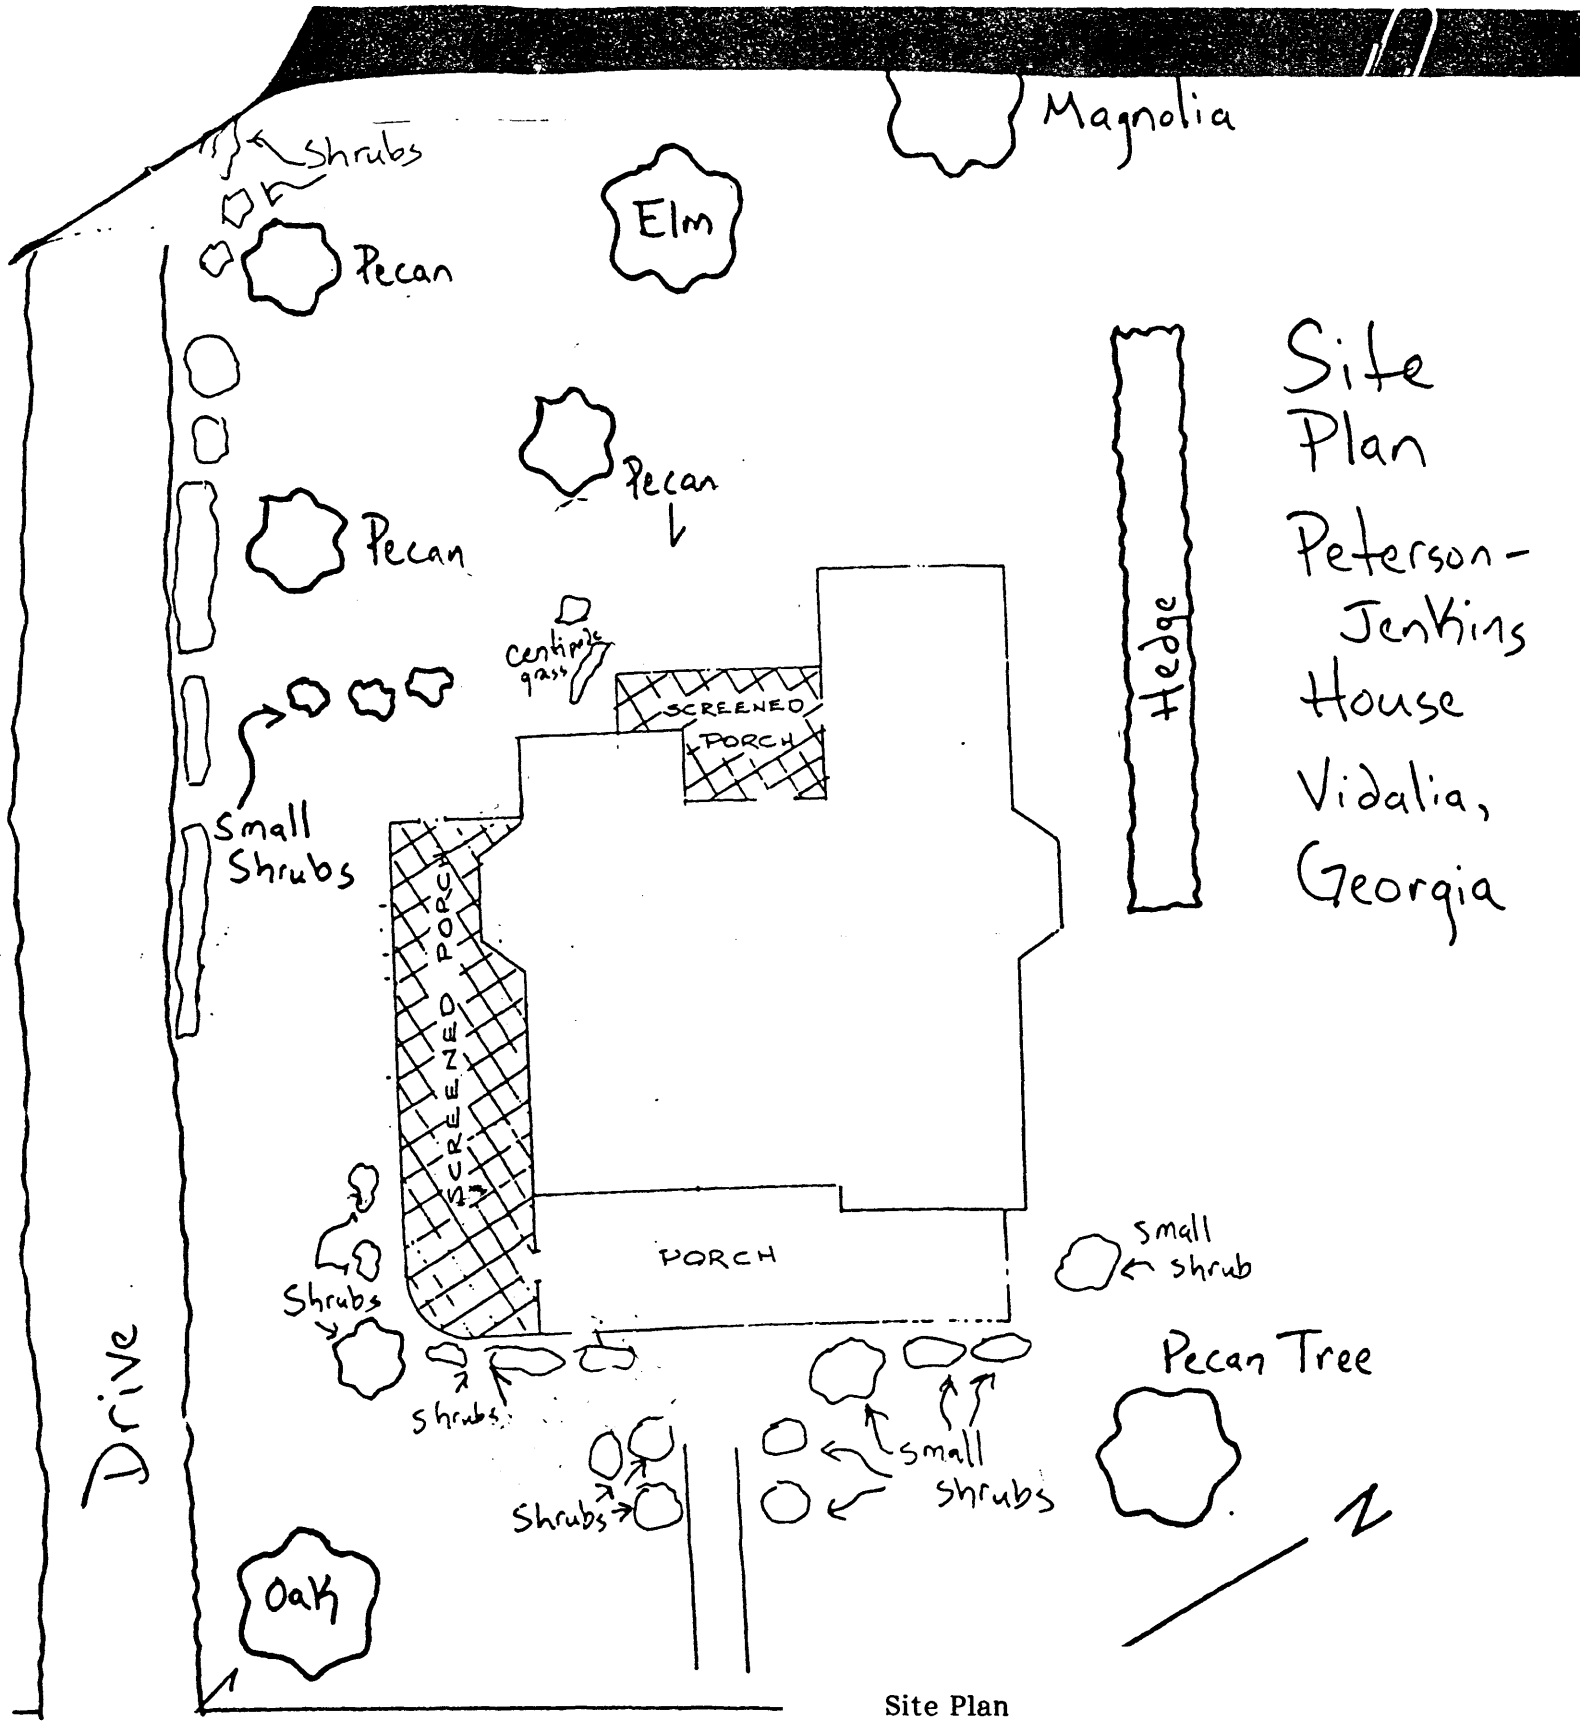 Magnolia
Shrubs
Elm
Pecan
Site
Plan
Pecan
Pecan
Peterson-
Jenkins
House
Vidalia,
Georgia
Hedge
Centipede
grass
SCREENED
PORCH
Small
Shrubs
SCREENED PORCH
PORCH
Small
shrub
Shrubs
Pecan Tree
Shrubs
Small
shrubs
Shrubs
Drive
N
Oak
Site Plan